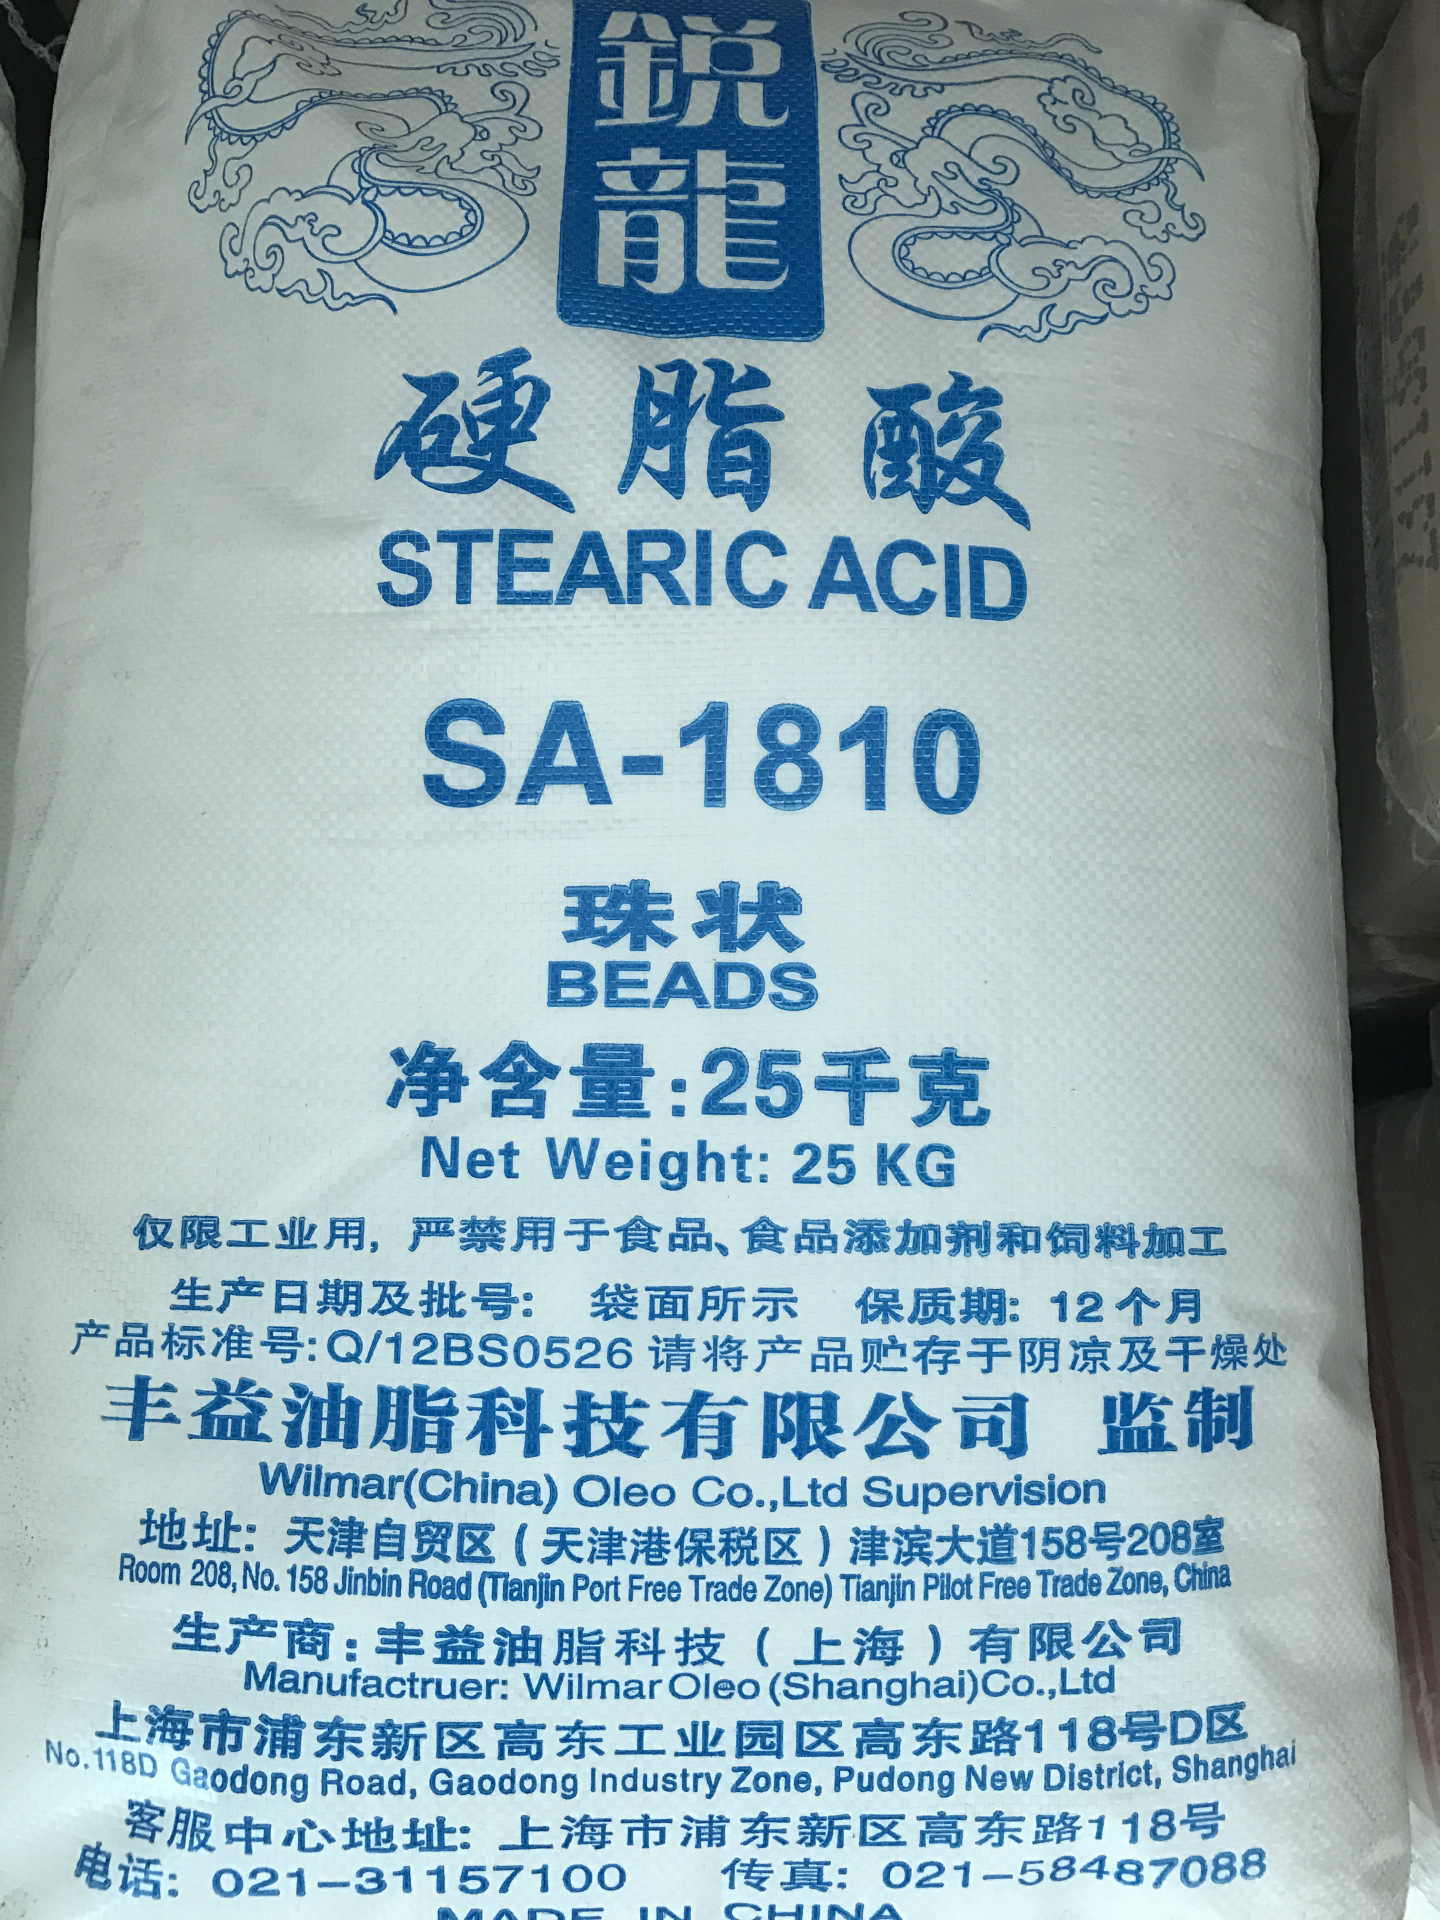 鋭龍
硬脂酸
STEARIC ACID
SA-1810
珠状
BEADS
净含量:25千克
Net Weight: 25 KG
仅限工业用, 严禁用于食品、食品添加剂和饲料加工
生产日期及批号: 袋面所示 保质期: 12个月
产品标准号:Q/12BS0526 请将产品贮存于阴凉及干燥处
丰益油脂科技有限公司 监制
Wilmar(China) Oleo Co.,Ltd Supervision
地址: 天津自贸区（天津港保税区）津滨大道158号208室
Room 208, No. 158 Jinbin Road (Tianjin Port Free Trade Zone) Tianjin Pilot Free Trade Zone, China
生产商: 丰益油脂科技（上海）有限公司
Manufactruer: Wilmar Oleo (Shanghai)Co.,Ltd
上海市浦东新区高东工业园区高东路118号D区
No.118D Gaodong Road, Gaodong Industry Zone, Pudong New District, Shanghai
客服中心地址: 上海市浦东新区高东路118号
电话: 021-31157100 传真: 021-58487088
MADE IN CHINA